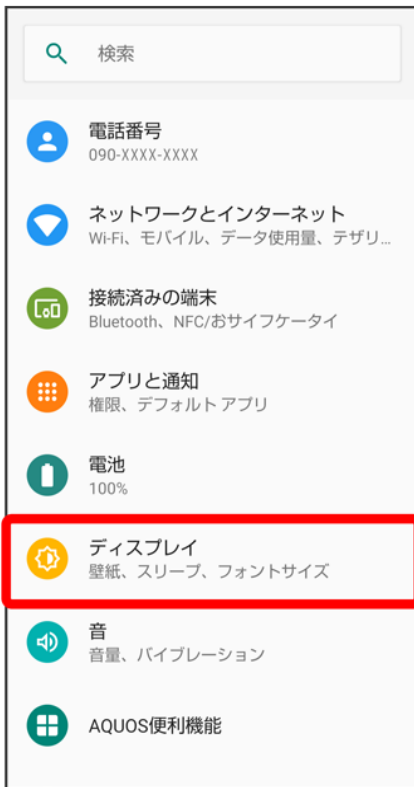 検索
電話番号
090-XXXX-XXXX
ネットワークとインターネット
Wi-Fi、モバイル、データ使用量、テザリ...
接続済みの端末
Bluetooth、NFC/おサイフケータイ
アプリと通知
権限、デフォルト アプリ
電池
100%
ディスプレイ
壁紙、スリープ、フォントサイズ
音
音量、バイブレーション
AQUOS便利機能